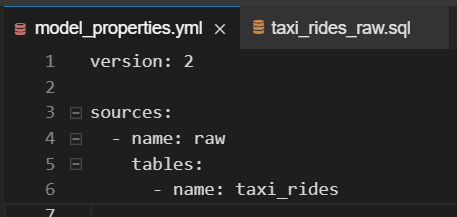 model_properties.yml × taxi_rides_raw.sql
1 version: 2
2
3 sources:
4 - name: raw
5 tables:
6 - name: taxi_rides
7